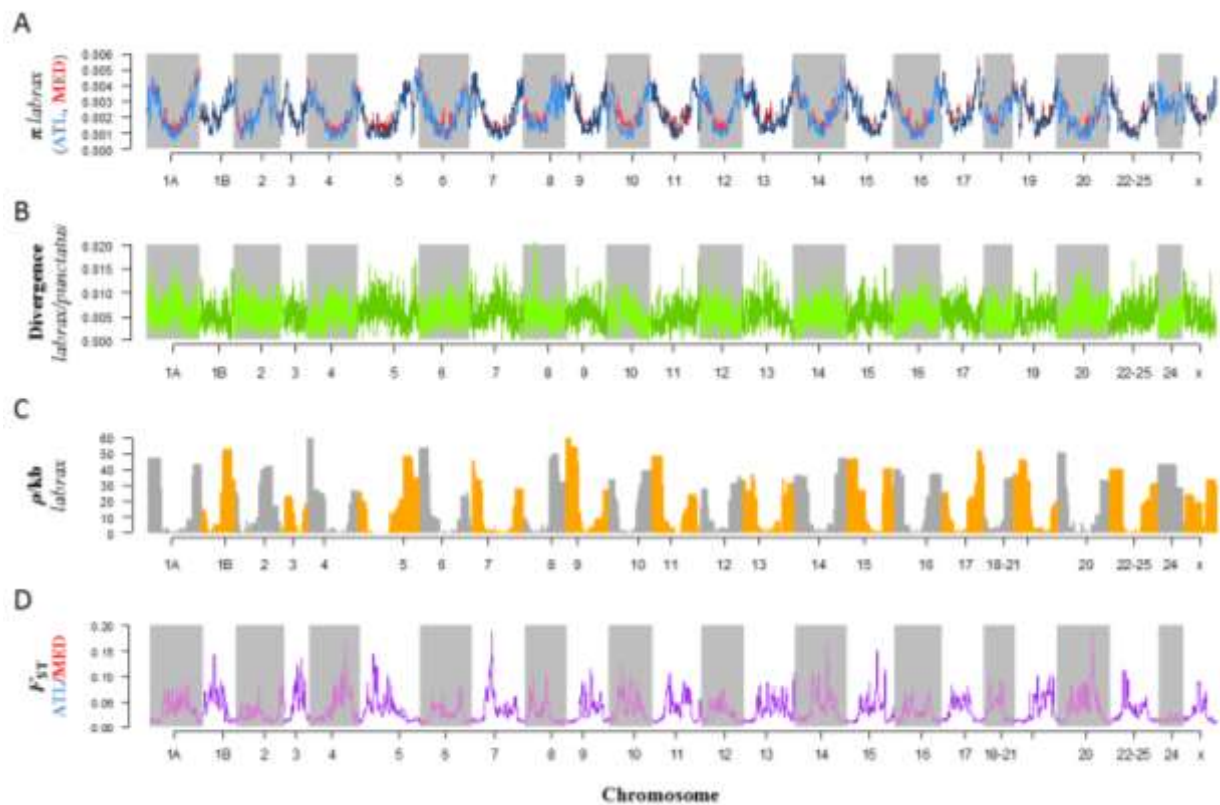 A
π labrax
(ATL, MED)
0.006
0.005
0.004
0.003
0.002
0.001
0.000
1A 1B 2 3 4 5 6 7 8 9 10 11 12 13 14 15 16 17 18 19 20 22-25 x
B
Divergence
labrax/punctatus
0.020
0.015
0.010
0.005
0.000
1A 1B 2 3 4 5 6 7 8 9 10 11 12 13 14 15 16 17 18 19 20 22-25 24 x
C
ρ/kb
labrax
60
50
40
30
20
10
0
1A 1B 2 3 4 5 6 7 8 9 10 11 12 13 14 15 16 17 18-21 20 22-25 24 x
D
FST
ATL/MED
0.20
0.15
0.10
0.05
0.00
1A 1B 2 3 4 5 6 7 8 9 10 11 12 13 14 15 16 17 18-21 20 22-25 24 x
Chromosome